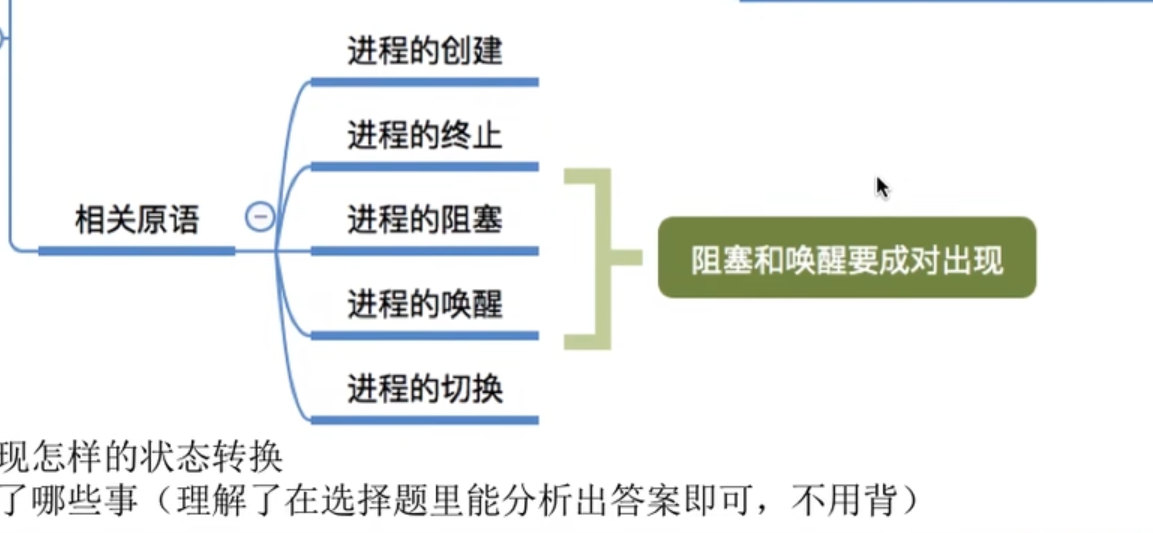 进程的创建
进程的终止
相关原语
进程的阻塞
阻塞和唤醒要成对出现
进程的唤醒
进程的切换
现怎样的状态转换
了哪些事（理解了在选择题里能分析出答案即可，不用背）